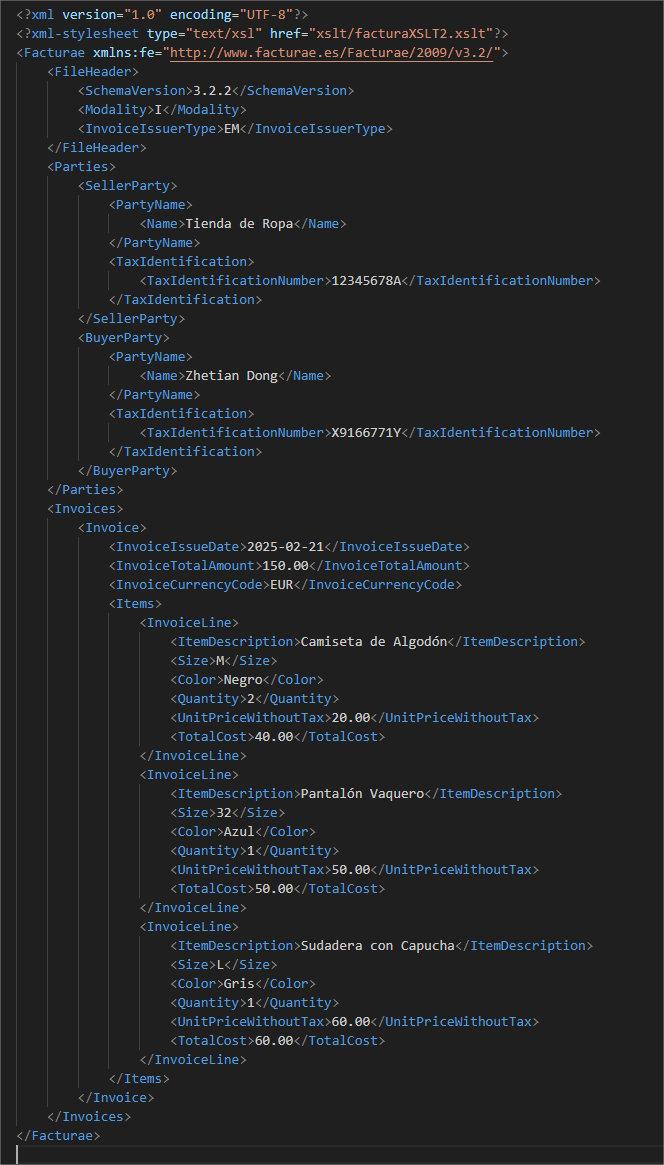 <?xml version="1.0" encoding="UTF-8"?>
<?xml-stylesheet type="text/xsl" href="xslt/facturaXSLT2.xslt"?>
<Facturae xmlns:fe="http://www.facturae.es/Facturae/2009/v3.2/">
<FileHeader>
<SchemaVersion>3.2.2</SchemaVersion>
<Modality>I</Modality>
<InvoiceIssuerType>EM</InvoiceIssuerType>
</FileHeader>
<Parties>
<SellerParty>
<PartyName>
<Name>Tienda de Ropa</Name>
</PartyName>
<TaxIdentification>
<TaxIdentificationNumber>12345678A</TaxIdentificationNumber>
</TaxIdentification>
</SellerParty>
<BuyerParty>
<PartyName>
<Name>Zhetian Dong</Name>
</PartyName>
<TaxIdentification>
<TaxIdentificationNumber>X9166771Y</TaxIdentificationNumber>
</TaxIdentification>
</BuyerParty>
</Parties>
<Invoices>
<Invoice>
<InvoiceIssueDate>2025-02-21</InvoiceIssueDate>
<InvoiceTotalAmount>150.00</InvoiceTotalAmount>
<InvoiceCurrencyCode>EUR</InvoiceCurrencyCode>
<Items>
<InvoiceLine>
<ItemDescription>Camiseta de Algodón</ItemDescription>
<Size>M</Size>
<Color>Negro</Color>
<Quantity>2</Quantity>
<UnitPriceWithoutTax>20.00</UnitPriceWithoutTax>
<TotalCost>40.00</TotalCost>
</InvoiceLine>
<InvoiceLine>
<ItemDescription>Pantalón Vaquero</ItemDescription>
<Size>32</Size>
<Color>Azul</Color>
<Quantity>1</Quantity>
<UnitPriceWithoutTax>50.00</UnitPriceWithoutTax>
<TotalCost>50.00</TotalCost>
</InvoiceLine>
<InvoiceLine>
<ItemDescription>Sudadera con Capucha</ItemDescription>
<Size>L</Size>
<Color>Gris</Color>
<Quantity>1</Quantity>
<UnitPriceWithoutTax>60.00</UnitPriceWithoutTax>
<TotalCost>60.00</TotalCost>
</InvoiceLine>
</Items>
</Invoice>
</Invoices>
</Facturae>